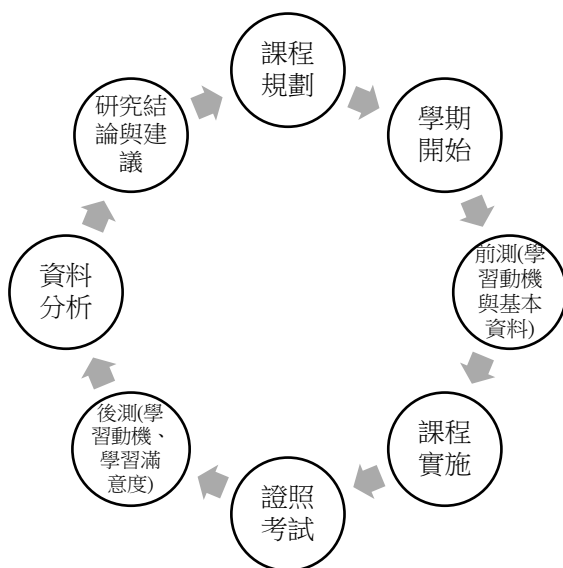 課程
規劃
學期
開始
前測(學
習動機
與基本
資料)
課程
實施
證照
考試
後測(學
習動機、
學習滿
意度)
資料
分析
研究結
論與建
議